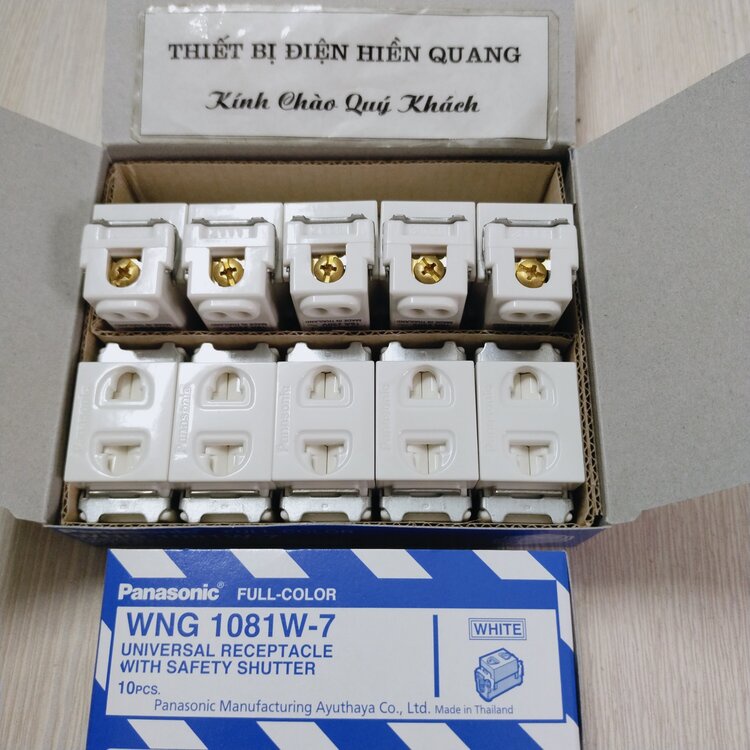 THIẾT BỊ ĐIỆN HIỀN QUANG
Kính Chào Quý Khách
Panasonic
Panasonic
Panasonic
Panasonic
Panasonic
Panasonic® FULL-COLOR
WNG 1081W-7
WHITE
UNIVERSAL RECEPTACLE
WITH SAFETY SHUTTER
10PCS.
Panasonic Manufacturing Ayuthaya Co., Ltd. Made in Thailand